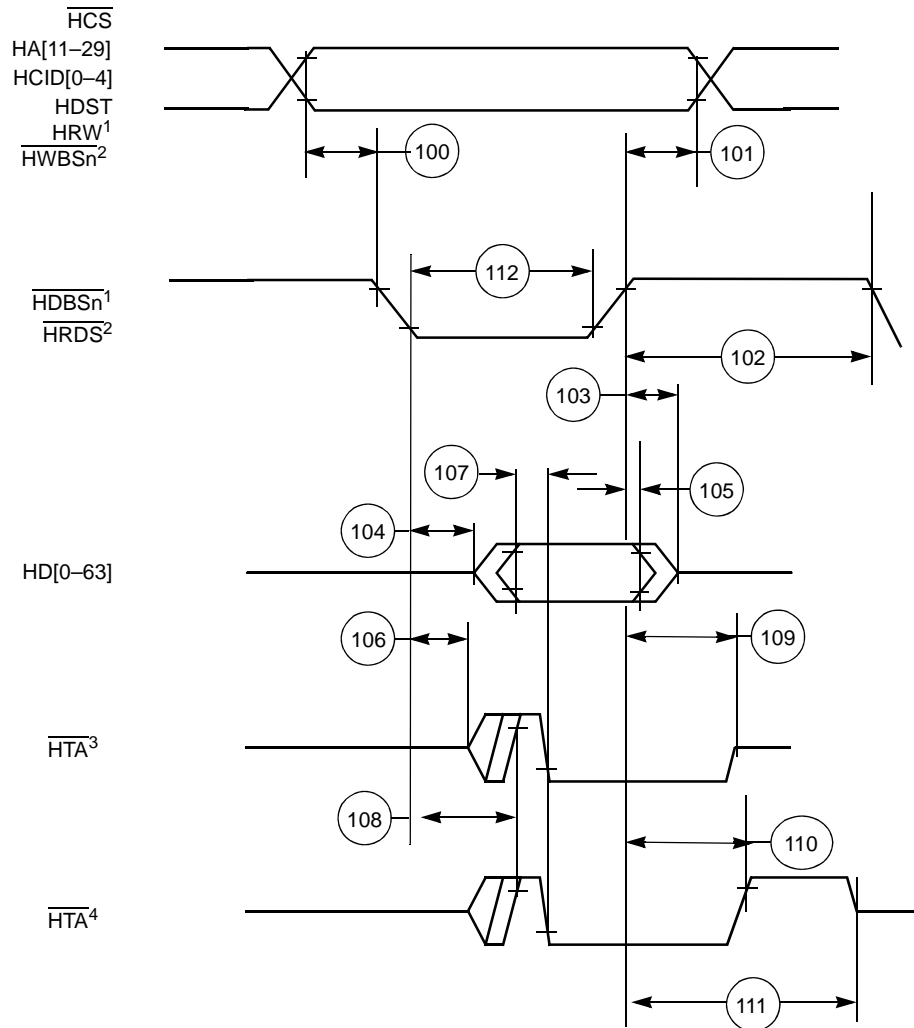 HCS
HA[11–29]
HCID[0–4]
HDST
HRW¹
HWBSn²
100
101
112
HDBSn¹
HRDS²
102
103
107
105
104
HD[0–63]
106
109
HTA³
108
110
HTA⁴
111